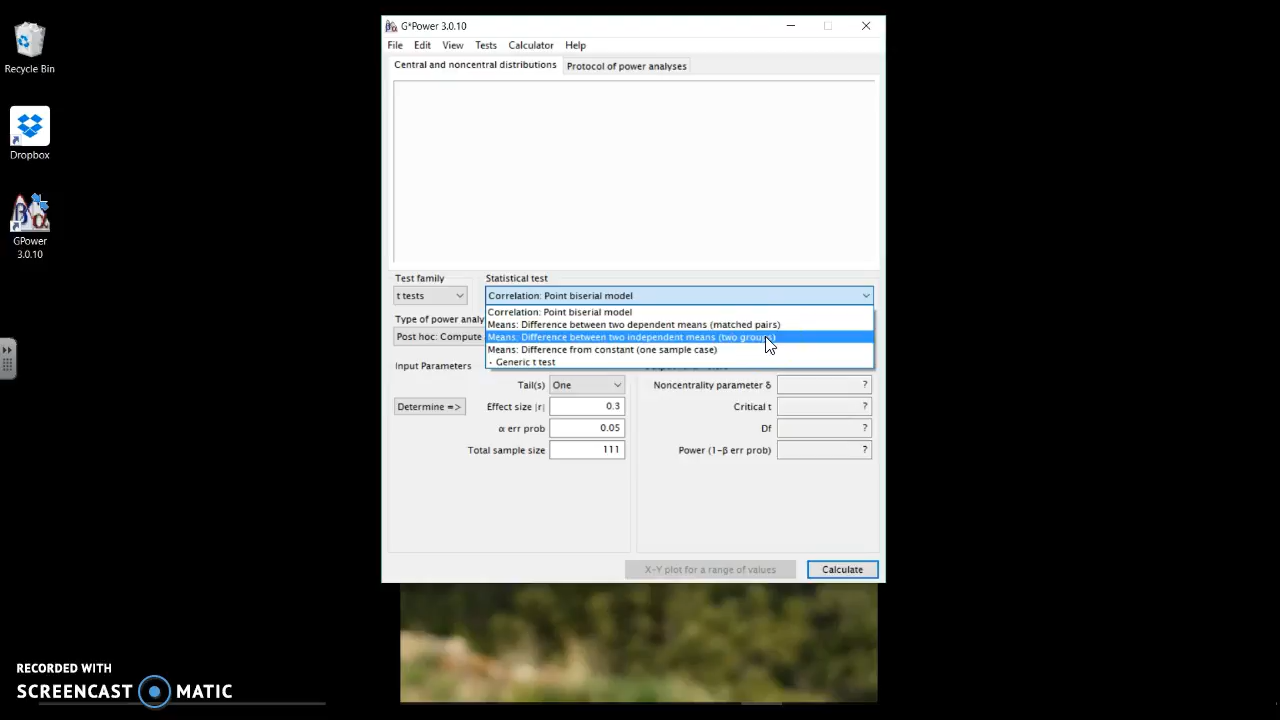 G*Power 3.0.10
File Edit View Tests Calculator Help
Central and noncentral distributions Protocol of power analyses
Recycle Bin
Dropbox
GPower
3.0.10
Test family Statistical test
t tests Correlation: Point biserial model
Correlation: Point biserial model
Type of power analy
Means: Difference between two dependent means (matched pairs)
Post hoc: Compute
Means: Difference between two independent means (two groups)
Means: Difference from constant (one sample case)
- Generic t test
Input Parameters
Tail(s) One Noncentrality parameter δ ?
Determine => Effect size |r| 0.3 Critical t ?
α err prob 0.05 Df ?
Total sample size 111 Power (1-β err prob) ?
X-Y plot for a range of values Calculate
RECORDED WITH
SCREENCAST MATIC